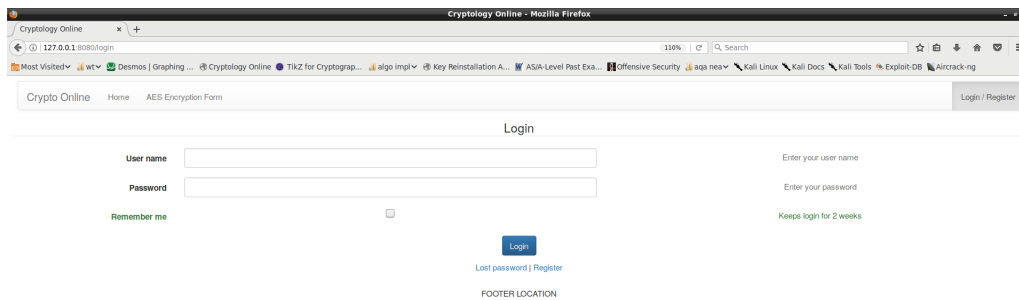 Cryptology Online - Mozilla Firefox
Cryptology Online × +
127.0.0.1:8080/login 110% Search
Most Visited wt Desmos | Graphing ... Cryptology Online TikZ for Cryptograp... algo impl Key Reinstallation A... AS/A-Level Past Exa... Offensive Security aqa nea Kali Linux Kali Docs Kali Tools Exploit-DB Aircrack-ng
Crypto Online Home AES Encryption Form Login / Register
Login
User name Enter your user name
Password Enter your password
Remember me Keeps login for 2 weeks
Login
Lost password | Register
FOOTER LOCATION